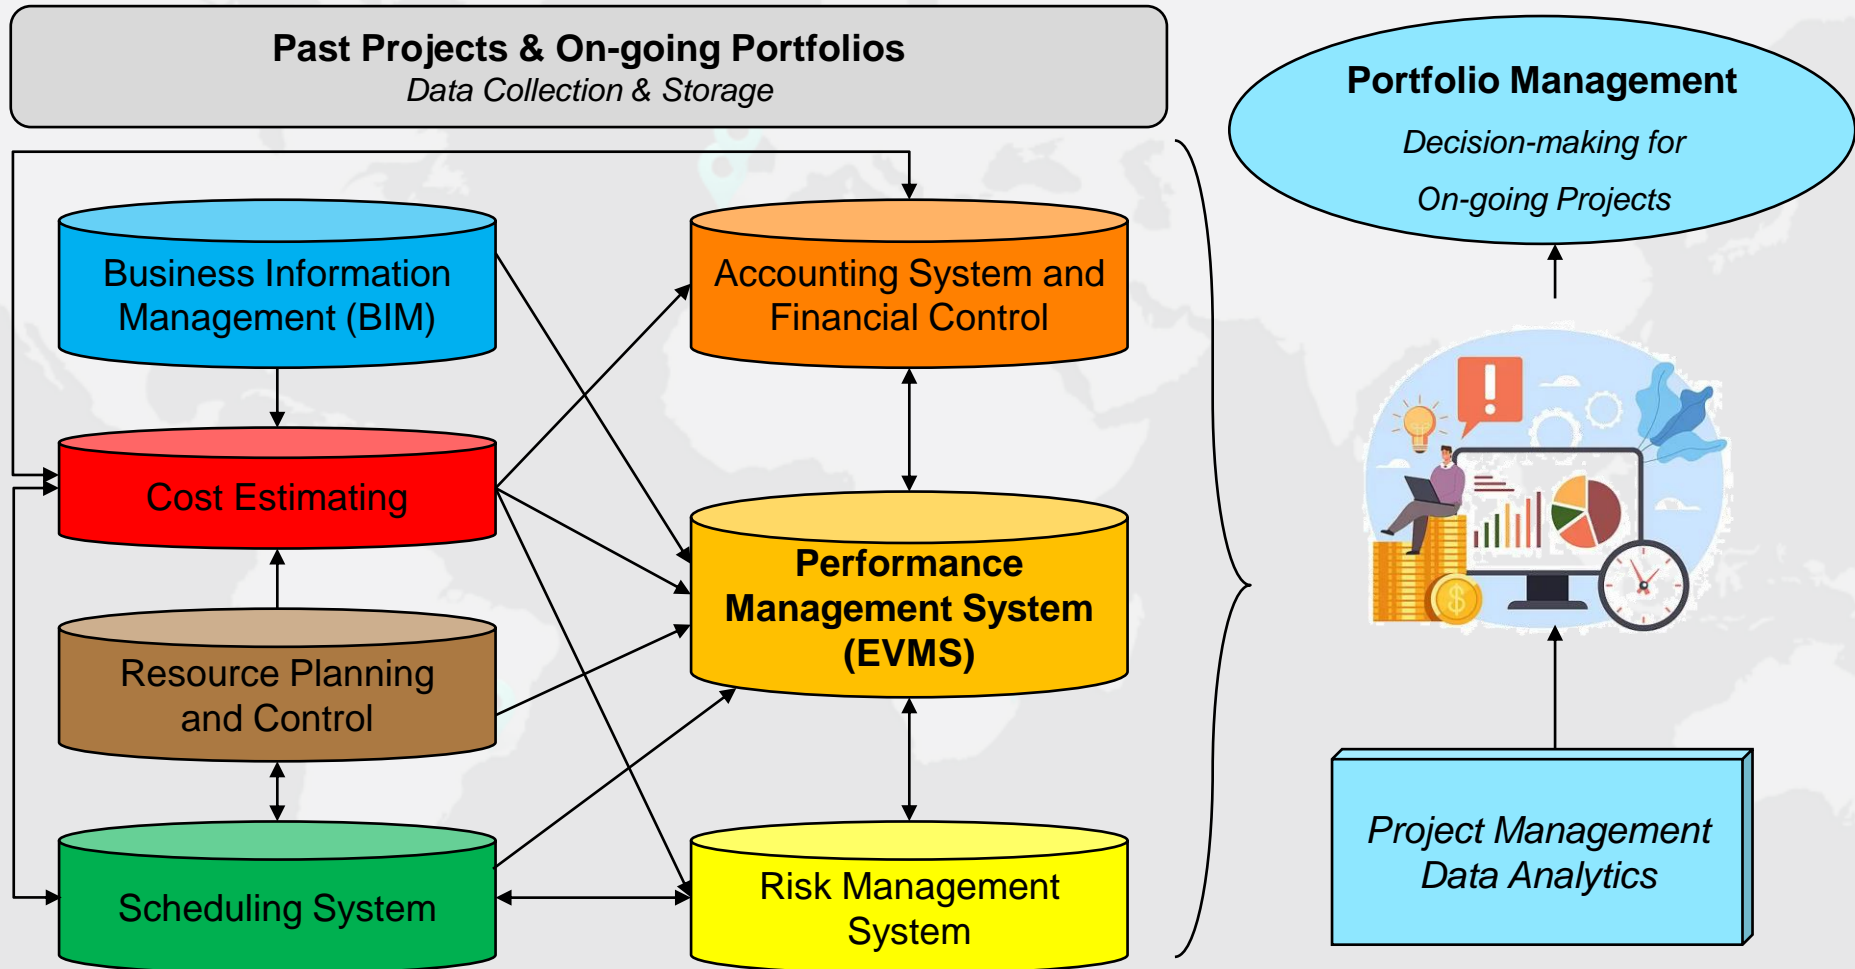 Past Projects & On-going Portfolios
Data Collection & Storage
Portfolio Management
Decision-making for
On-going Projects
Business Information
Management (BIM)
Accounting System and
Financial Control
Cost Estimating
Performance
Management System
(EVMS)
Resource Planning
and Control
Scheduling System
Risk Management
System
Project Management
Data Analytics